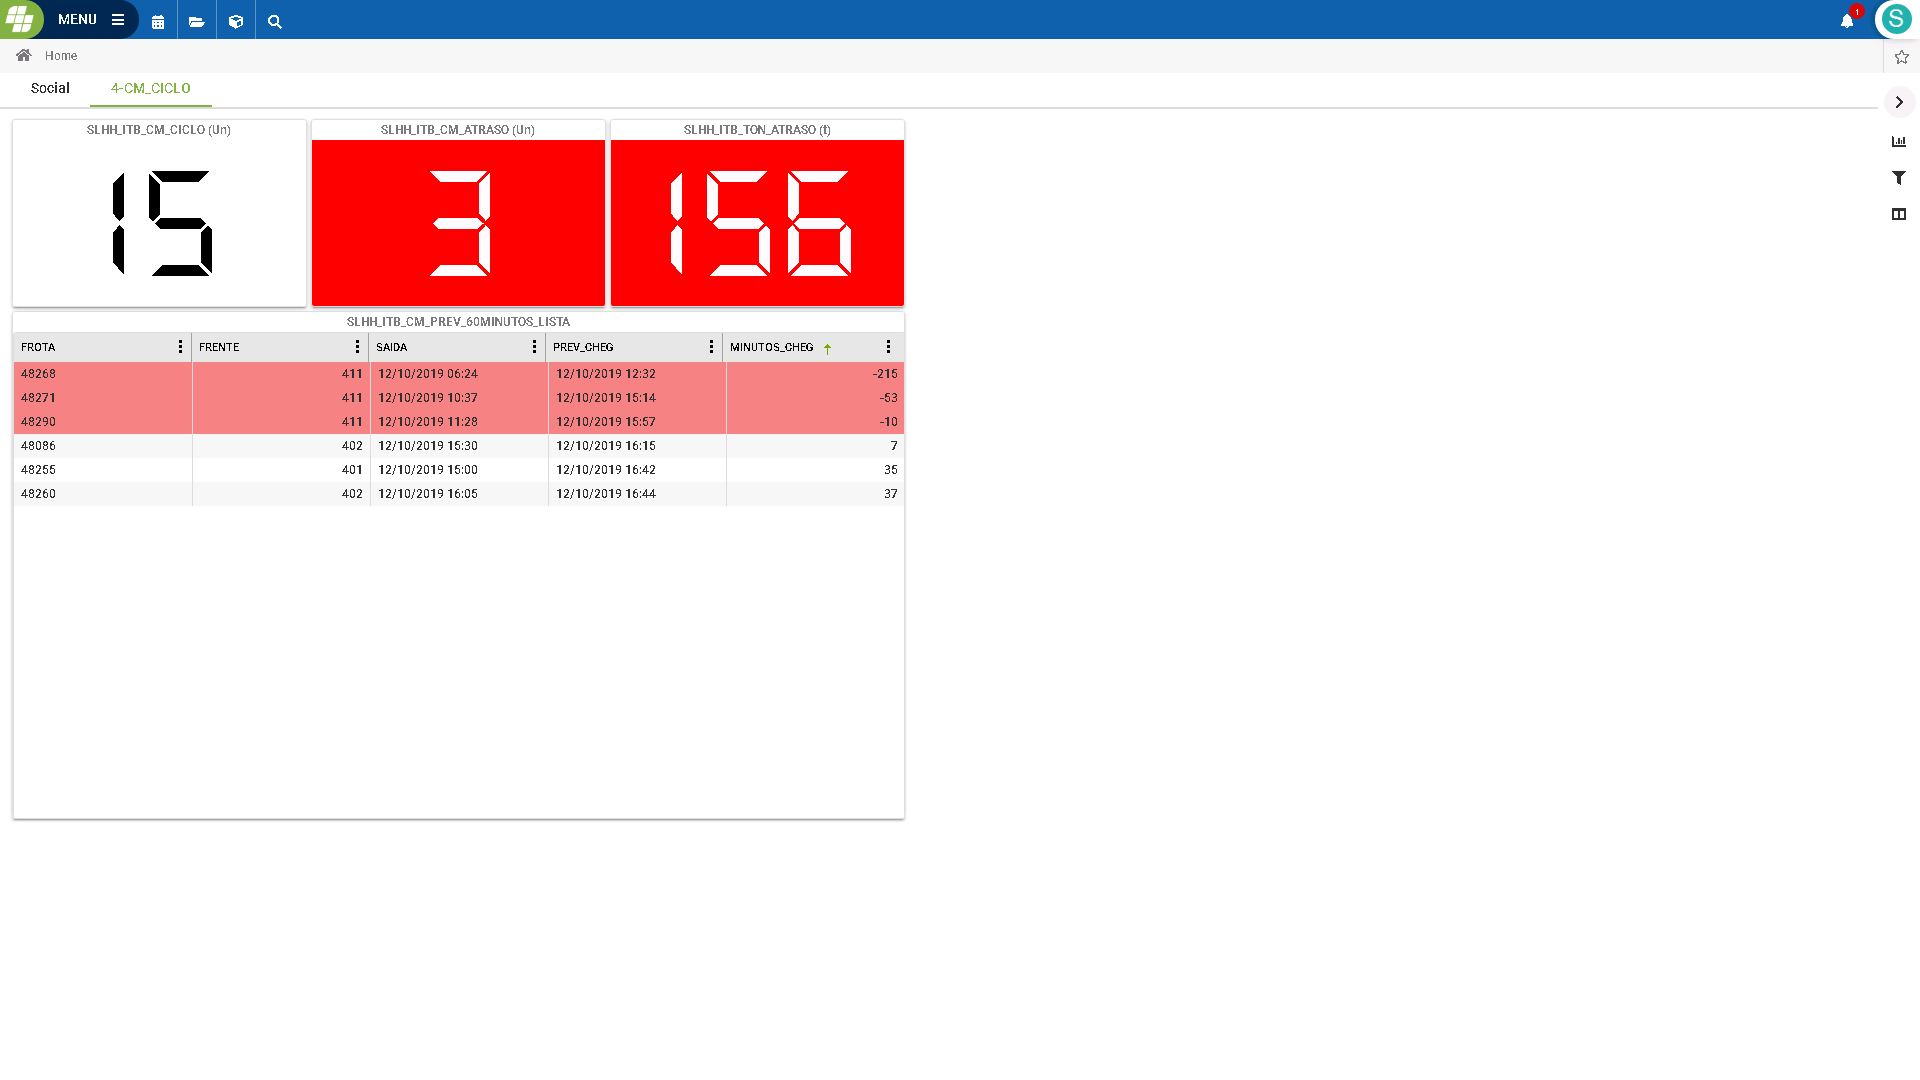 MENU
1
S
Home
Social
4-CM_CICLO
SLHH_ITB_CM_CICLO (Un)
SLHH_ITB_CM_ATRASO (Un)
SLHH_ITB_TON_ATRASO (t)
15
3
156
SLHH_ITB_CM_PREV_60MINUTOS_LISTA
FROTA FRENTE SAIDA PREV_CHEG MINUTOS_CHEG
48268 411 12/10/2019 06:24 12/10/2019 12:32 -215
48271 411 12/10/2019 10:37 12/10/2019 15:14 -53
48290 411 12/10/2019 11:28 12/10/2019 15:57 -10
48086 402 12/10/2019 15:30 12/10/2019 16:15 7
48255 401 12/10/2019 15:00 12/10/2019 16:42 35
48260 402 12/10/2019 16:05 12/10/2019 16:44 37